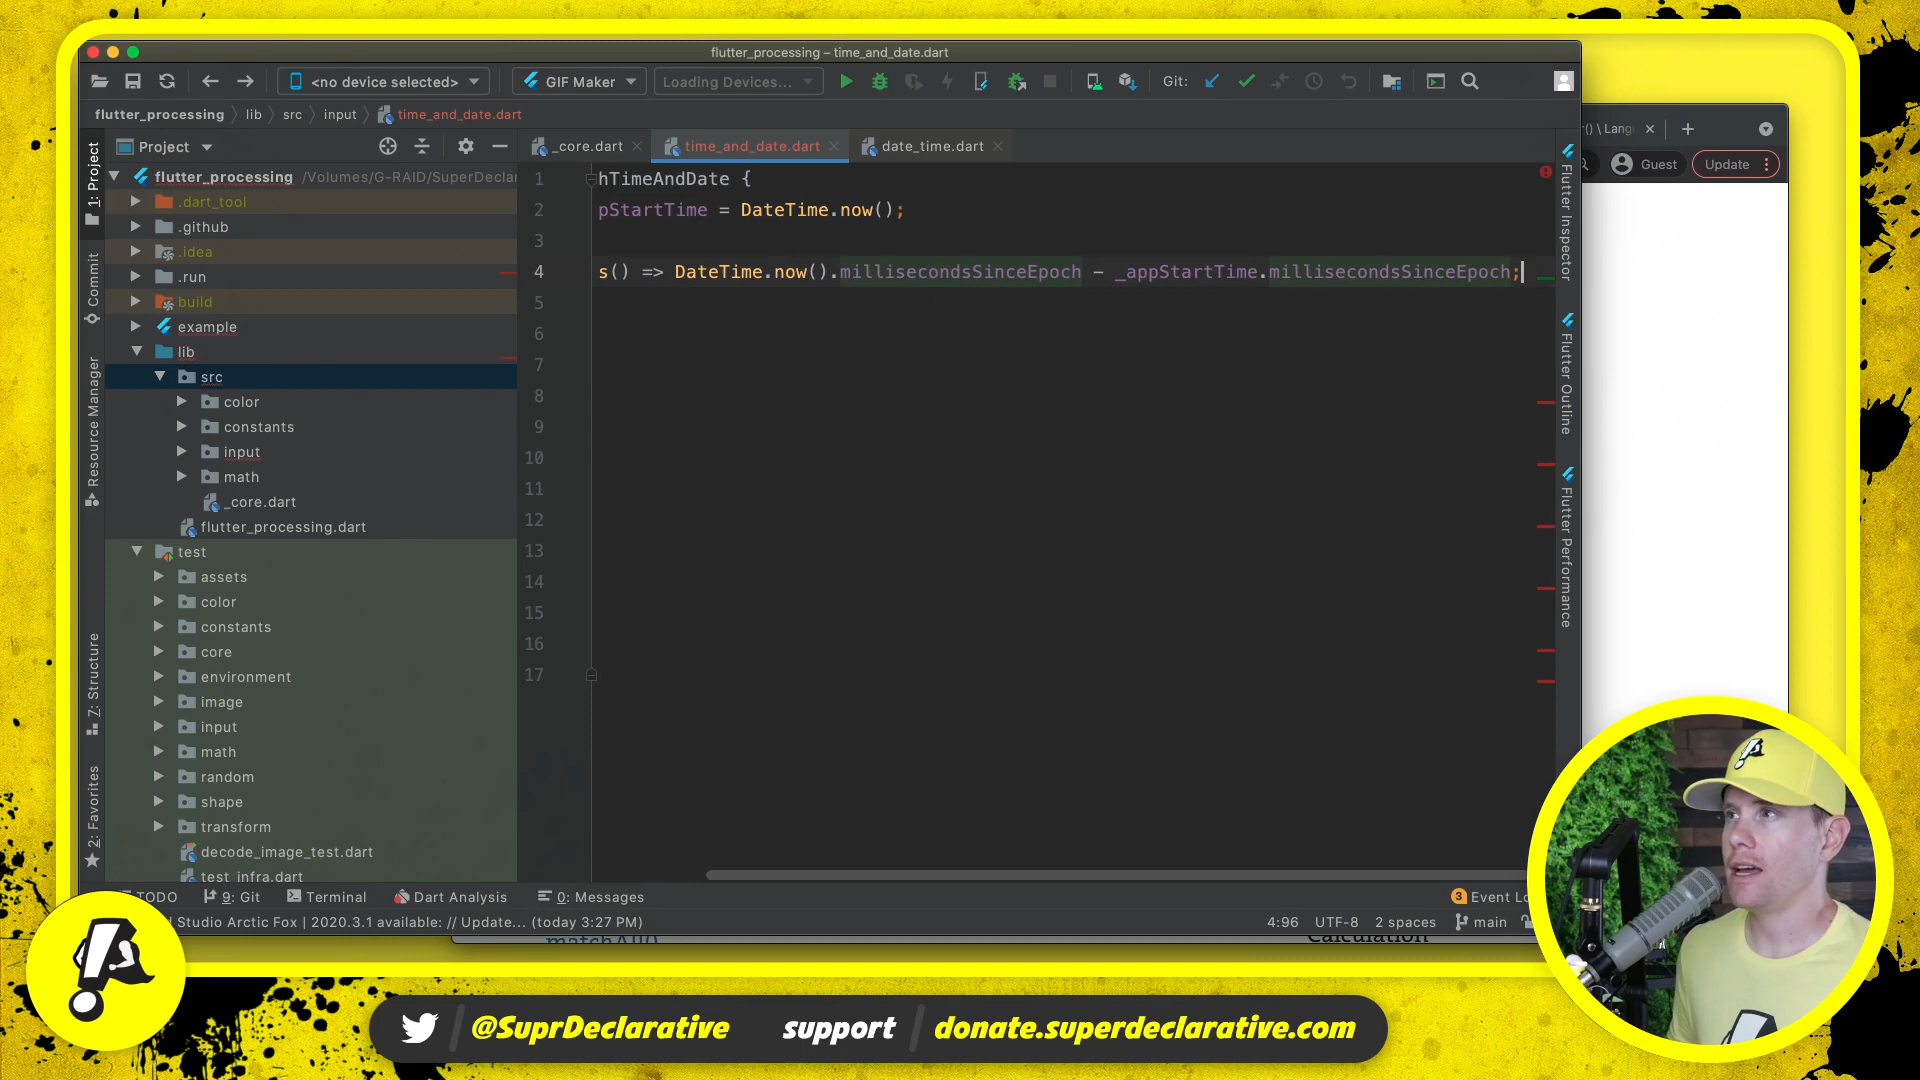 flutter_processing – time_and_date.dart
<no device selected>
GIF Maker
Loading Devices...
Git:
flutter_processing
lib
src
input
time_and_date.dart
Project
_core.dart
time_and_date.dart
date_time.dart
1: Project
Commit
Resource Manager
7: Structure
2: Favorites
flutter_processing /Volumes/G-RAID/SuperDeclar
.dart_tool
.github
.idea
.run
build
example
lib
src
color
constants
input
math
_core.dart
flutter_processing.dart
test
assets
color
constants
core
environment
image
input
math
random
shape
transform
decode_image_test.dart
test_infra.dart
1 hTimeAndDate {
2 pStartTime = DateTime.now();
3
4 s() => DateTime.now().millisecondsSinceEpoch - _appStartTime.millisecondsSinceEpoch;
5
6
7
8
9
10
11
12
13
14
15
16
17
Flutter Inspector
Flutter Outline
Flutter Performance
() \ Langu
Guest
Update
TODO
9: Git
Terminal
Dart Analysis
0: Messages
3 Event Lo
Studio Arctic Fox | 2020.3.1 available: // Update... (today 3:27 PM)
4:96
UTF-8
2 spaces
main
@SuprDeclarative
support
donate.superdeclarative.com